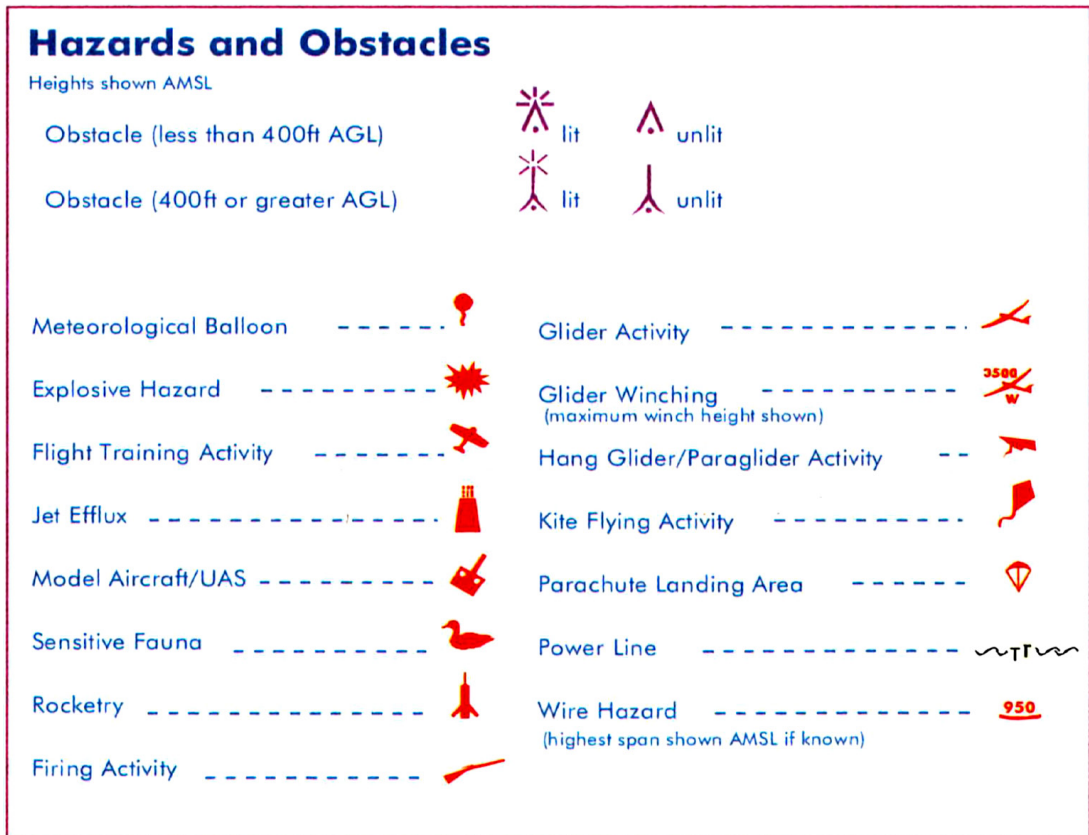 Hazards and Obstacles
Heights shown AMSL
Obstacle (less than 400ft AGL) lit unlit
Obstacle (400ft or greater AGL) lit unlit
Meteorological Balloon
Explosive Hazard
Flight Training Activity
Jet Efflux
Model Aircraft/UAS
Sensitive Fauna
Rocketry
Firing Activity
Glider Activity
Glider Winching 3500
W
(maximum winch height shown)
Hang Glider/Paraglider Activity
Kite Flying Activity
Parachute Landing Area
Power Line
Wire Hazard 950
(highest span shown AMSL if known)